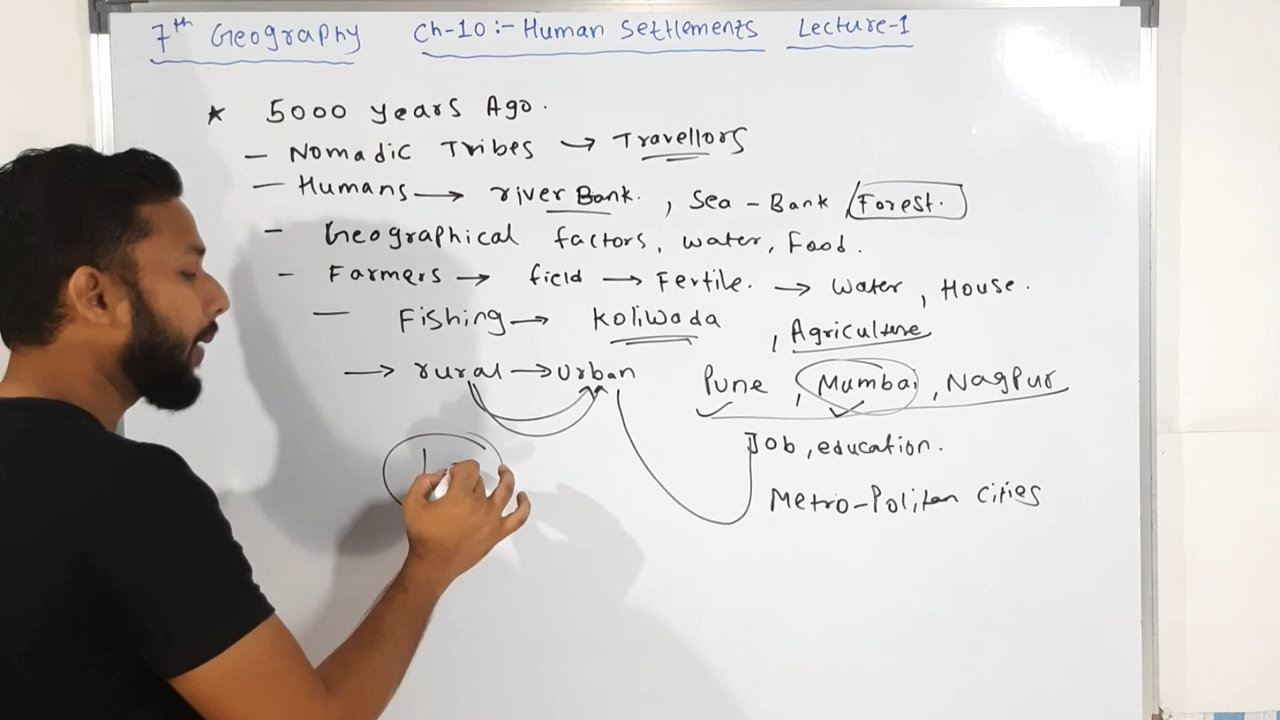 7th Geography Ch-10:- Human Settlements Lecture-1
* 5000 years Ago.
- Nomadic Tribes → Travellors
- Humans → river Bank. , Sea - Bank Forest.
- Geographical factors, water, Food.
- Farmers → field → Fertile. → water, House.
- Fishing → Koliwada , Agriculture
→ rural → Urban Pune, Mumbai, Nagpur
Job, education.
Metro-Politan cities